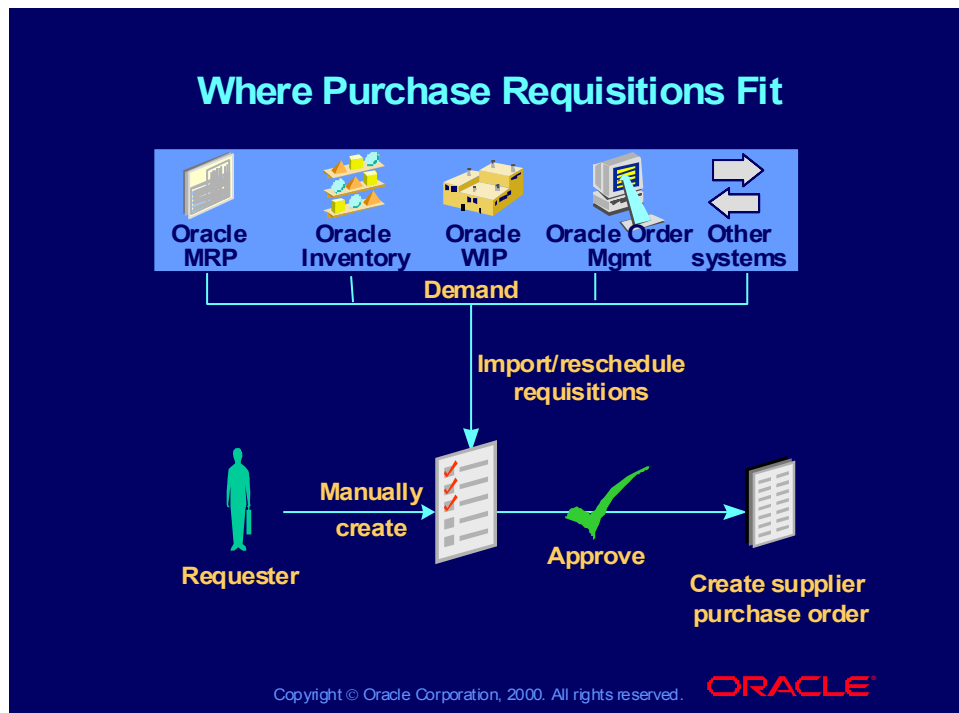 Where Purchase Requisitions Fit
Oracle MRP
Oracle Inventory
Oracle WIP
Oracle Order Mgmt
Other systems
Demand
Import/reschedule
requisitions
Manually
create
Requester
Approve
Create supplier
purchase order
Copyright © Oracle Corporation, 2000. All rights reserved.
ORACLE®